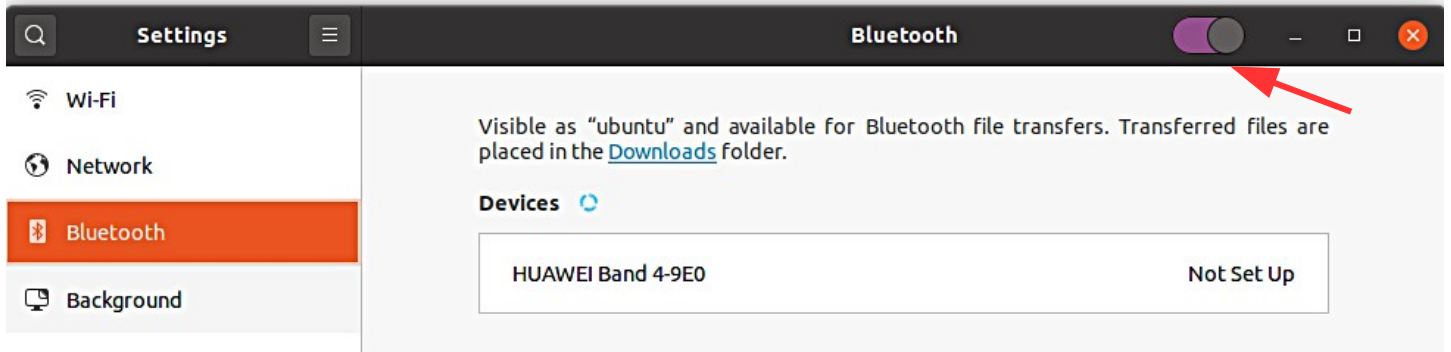 Settings
Bluetooth
Wi-Fi
Network
Bluetooth
Background
Visible as “ubuntu” and available for Bluetooth file transfers. Transferred files are
placed in the Downloads folder.
Devices
HUAWEI Band 4-9E0 Not Set Up